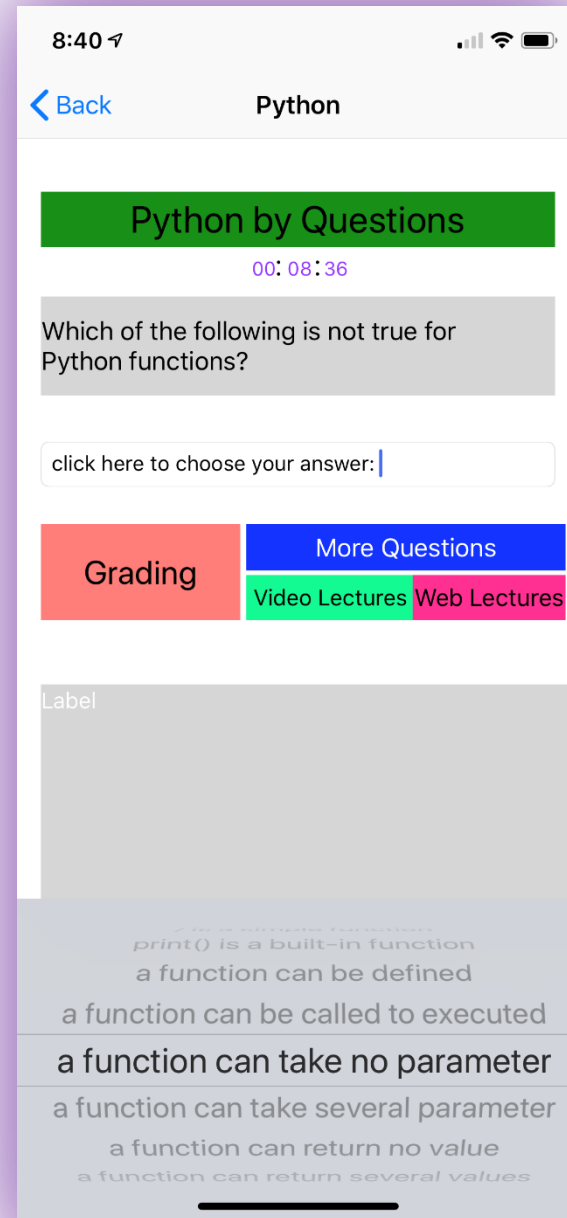 8:40
Back
Python
Python by Questions
00: 08:36
Which of the following is not true for
Python functions?
click here to choose your answer:
Grading
More Questions
Video Lectures
Web Lectures
Label
print() is a built-in function
a function can be defined
a function can be called to executed
a function can take no parameter
a function can take several parameter
a function can return no value
a function can return several values